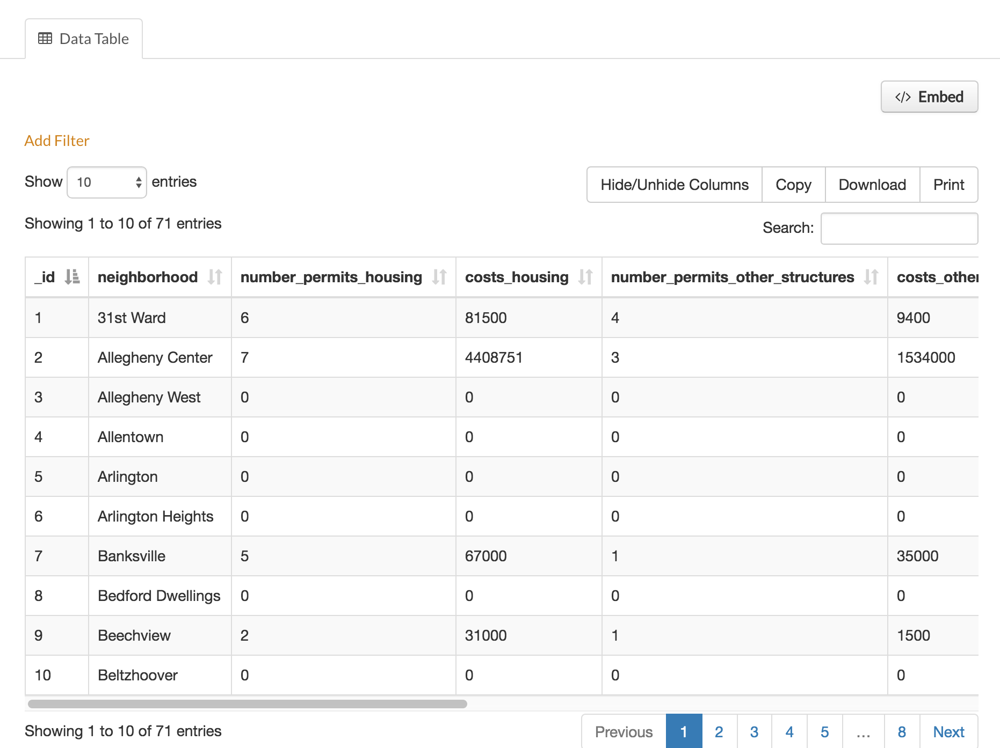 Data Table
</> Embed
Add Filter
Show 10 entries
Hide/Unhide Columns Copy Download Print
Showing 1 to 10 of 71 entries
Search:
_id neighborhood number_permits_housing costs_housing number_permits_other_structures costs_other
1 31st Ward 6 81500 4 9400
2 Allegheny Center 7 4408751 3 1534000
3 Allegheny West 0 0 0 0
4 Allentown 0 0 0 0
5 Arlington 0 0 0 0
6 Arlington Heights 0 0 0 0
7 Banksville 5 67000 1 35000
8 Bedford Dwellings 0 0 0 0
9 Beechview 2 31000 1 1500
10 Beltzhoover 0 0 0 0
Showing 1 to 10 of 71 entries
Previous 1 2 3 4 5 ... 8 Next